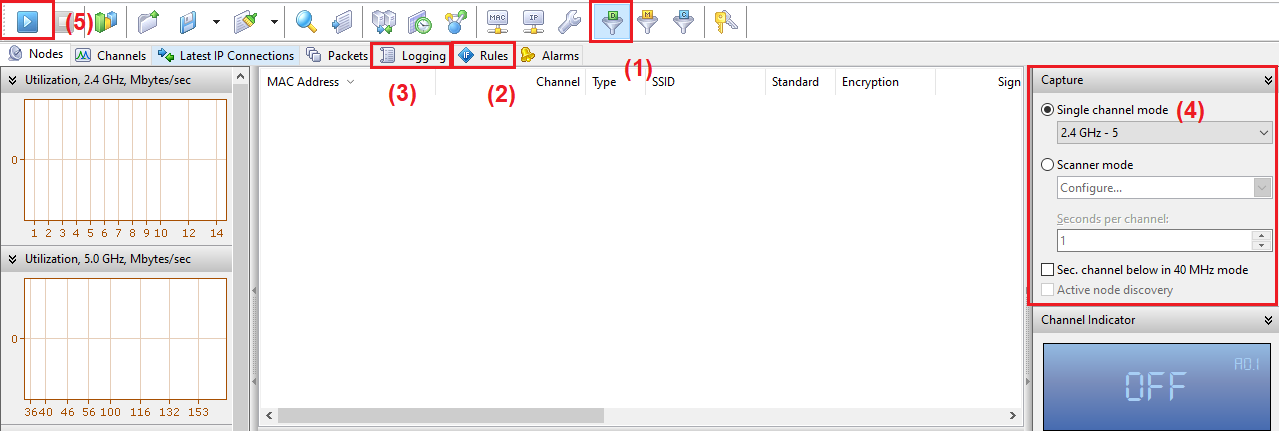 (5)
MAC
IP
D
M
C
Nodes
Channels
Latest IP Connections
Packets
Logging
IF
Rules
Alarms
(3)
(2)
(1)
Utilization, 2.4 GHz, Mbytes/sec
0
1 2 3 4 5 6 7 8 9 10 12 14
Utilization, 5.0 GHz, Mbytes/sec
0
3640 46 56 100 116 132 153
MAC Address Channel Type SSID Standard Encryption Sign
Capture
Single channel mode (4)
2.4 GHz - 5
Scanner mode
Configure...
Seconds per channel:
1
Sec. channel below in 40 MHz mode
Active node discovery
Channel Indicator
A0.1
OFF